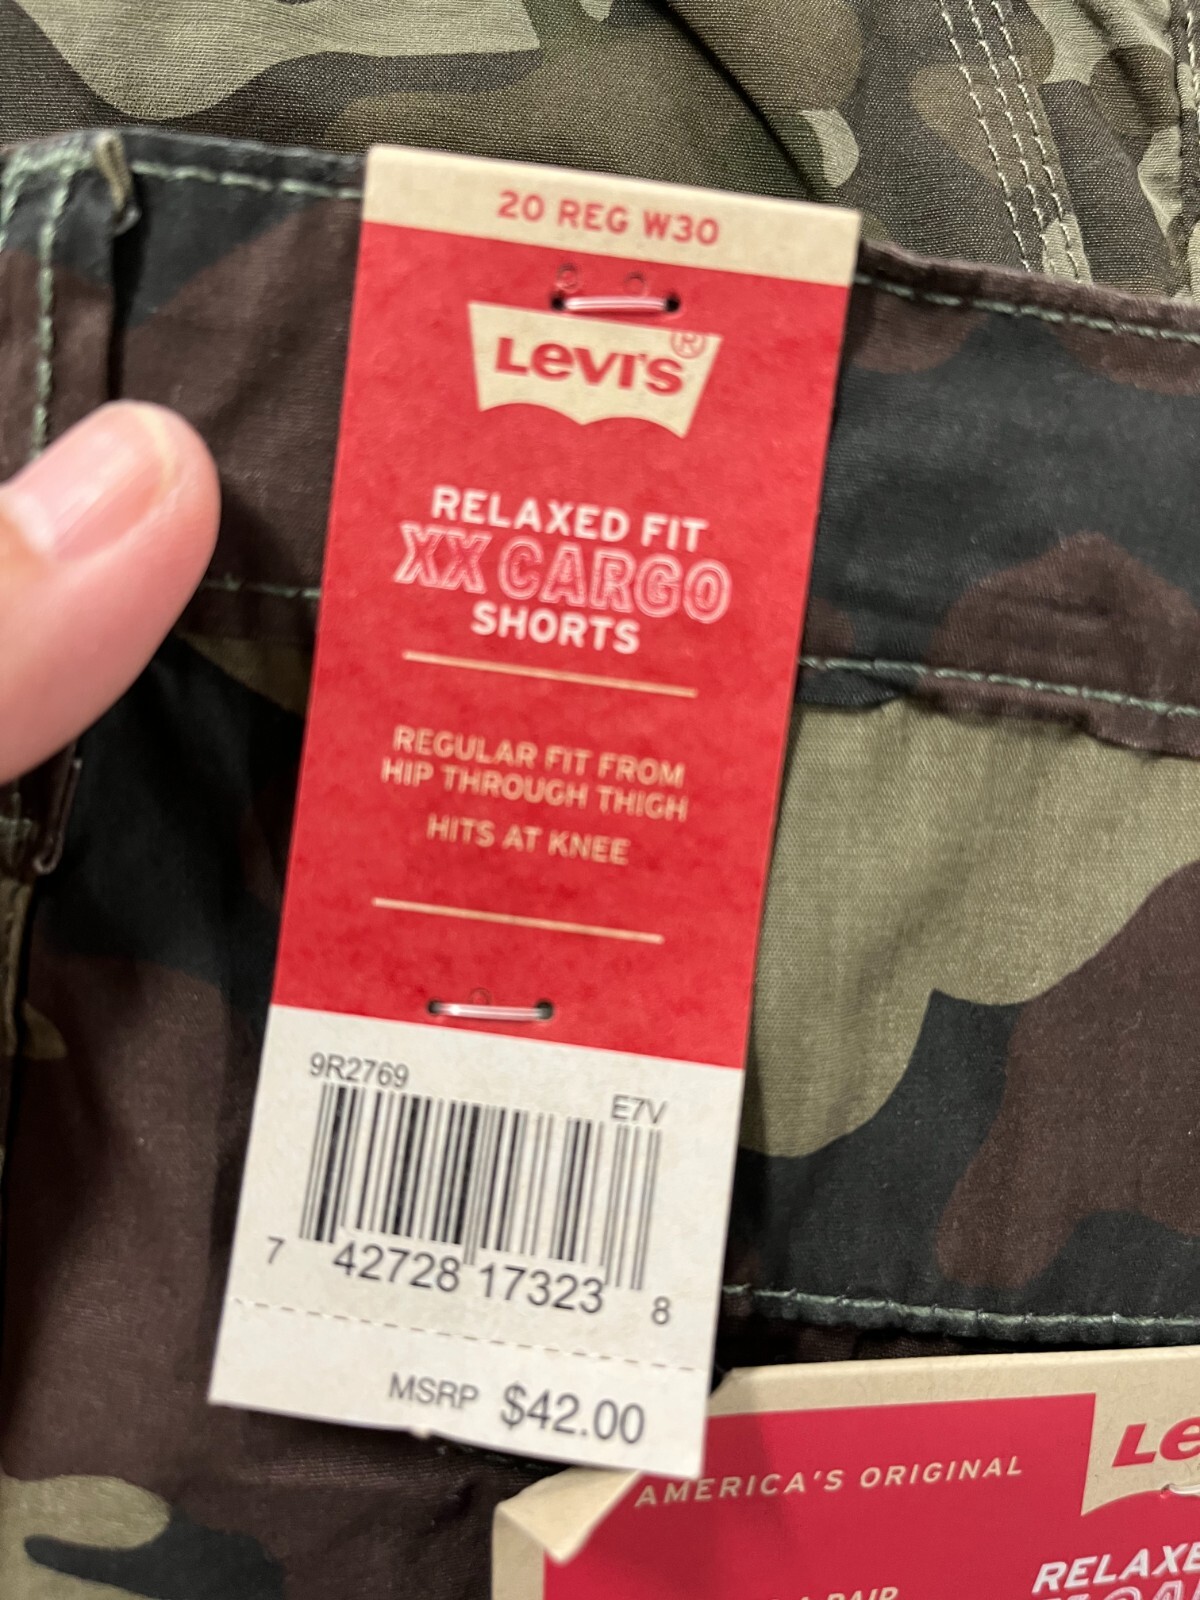 20 REG W30
LEVI'S®
RELAXED FIT
XX CARGO
SHORTS
REGULAR FIT FROM
HIP THROUGH THIGH
HITS AT KNEE
9R2769
E7V
7 42728 17323 8
MSRP $42.00
AMERICA'S ORIGINAL
Le
RELAXE
PAIR